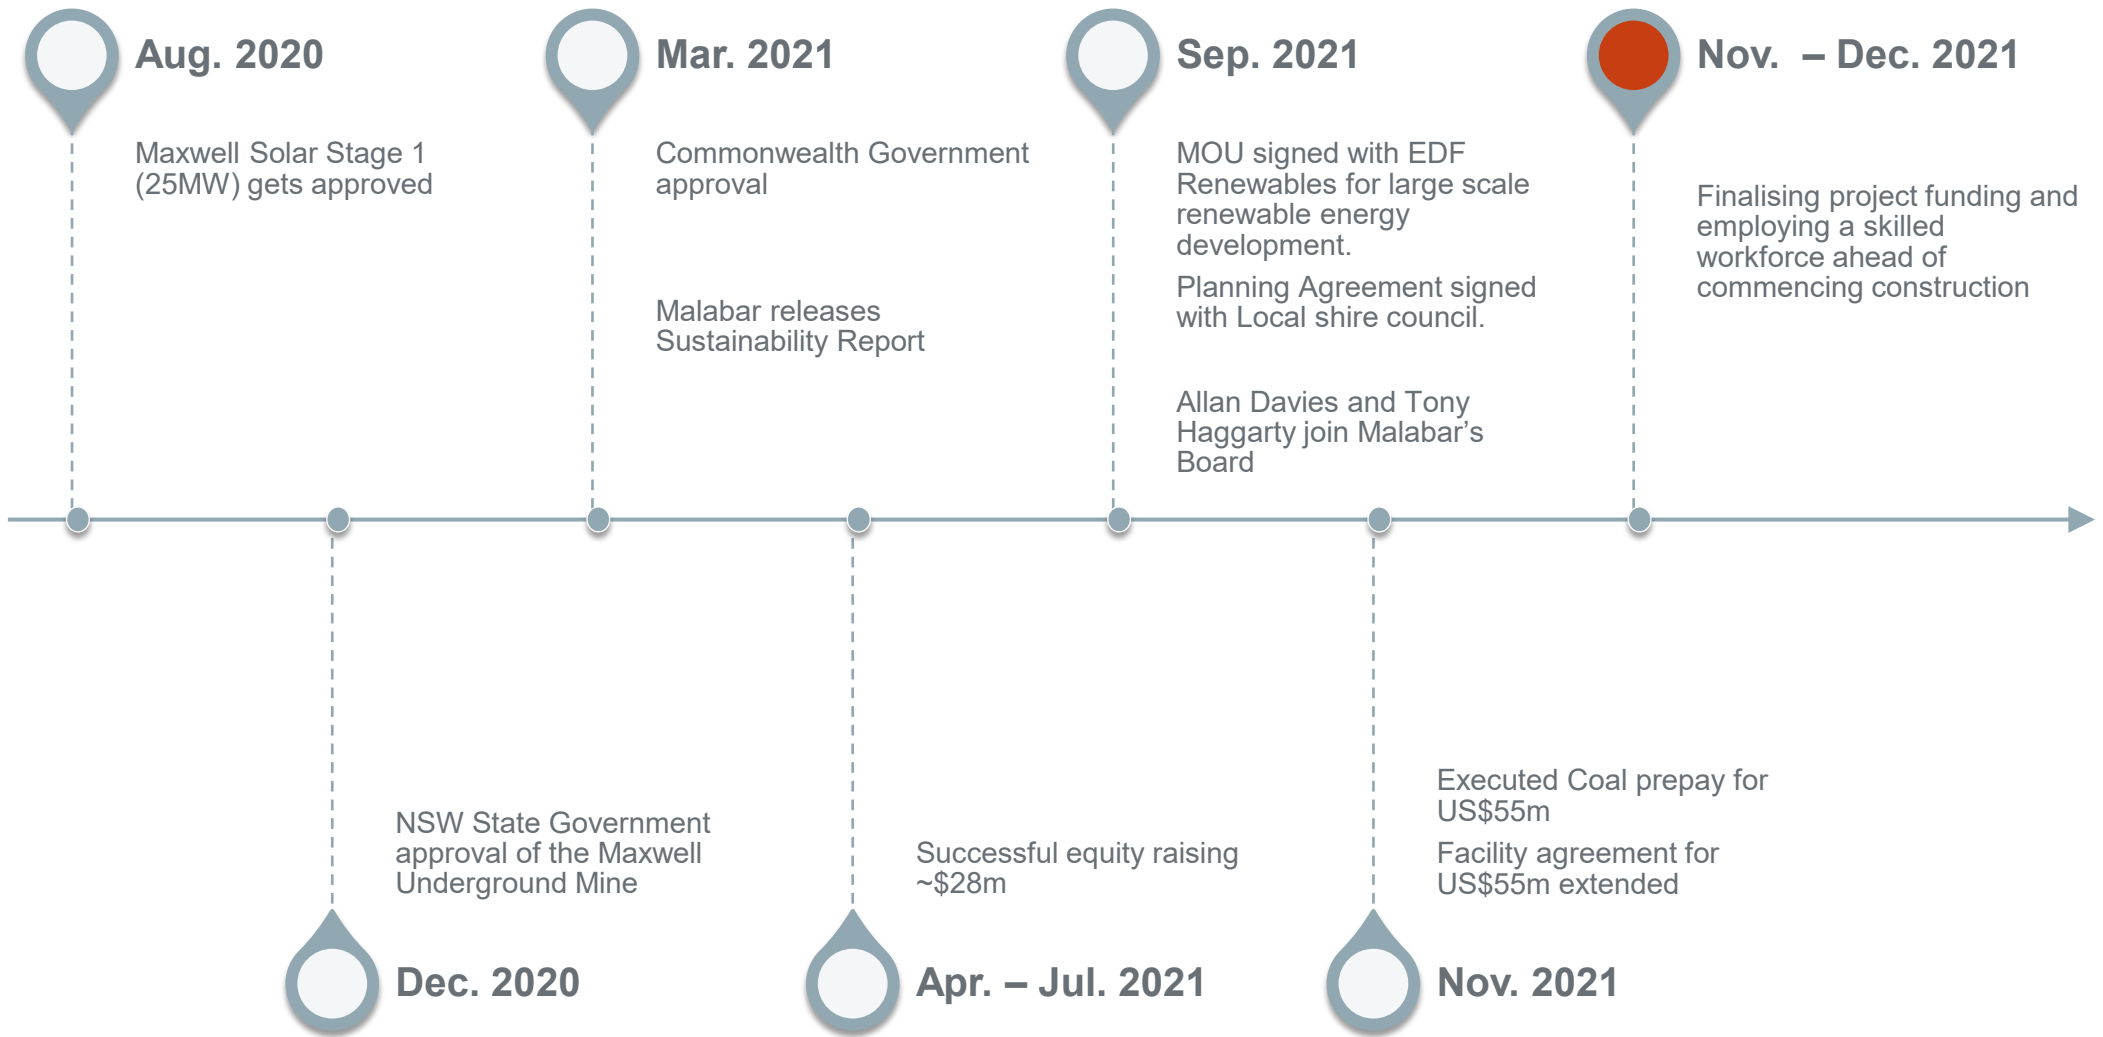 Aug. 2020
Maxwell Solar Stage 1
(25MW) gets approved
Mar. 2021
Commonwealth Government
approval
Malabar releases
Sustainability Report
Sep. 2021
MOU signed with EDF
Renewables for large scale
renewable energy
development.
Planning Agreement signed
with Local shire council.
Allan Davies and Tony
Haggarty join Malabar’s
Board
Nov.  – Dec. 2021
Finalising project funding and
employing a skilled
workforce ahead of
commencing construction
NSW State Government
approval of the Maxwell
Underground Mine
Dec. 2020
Successful equity raising
~$28m
Apr. – Jul. 2021
Executed Coal prepay for
US$55m
Facility agreement for
US$55m extended
Nov. 2021